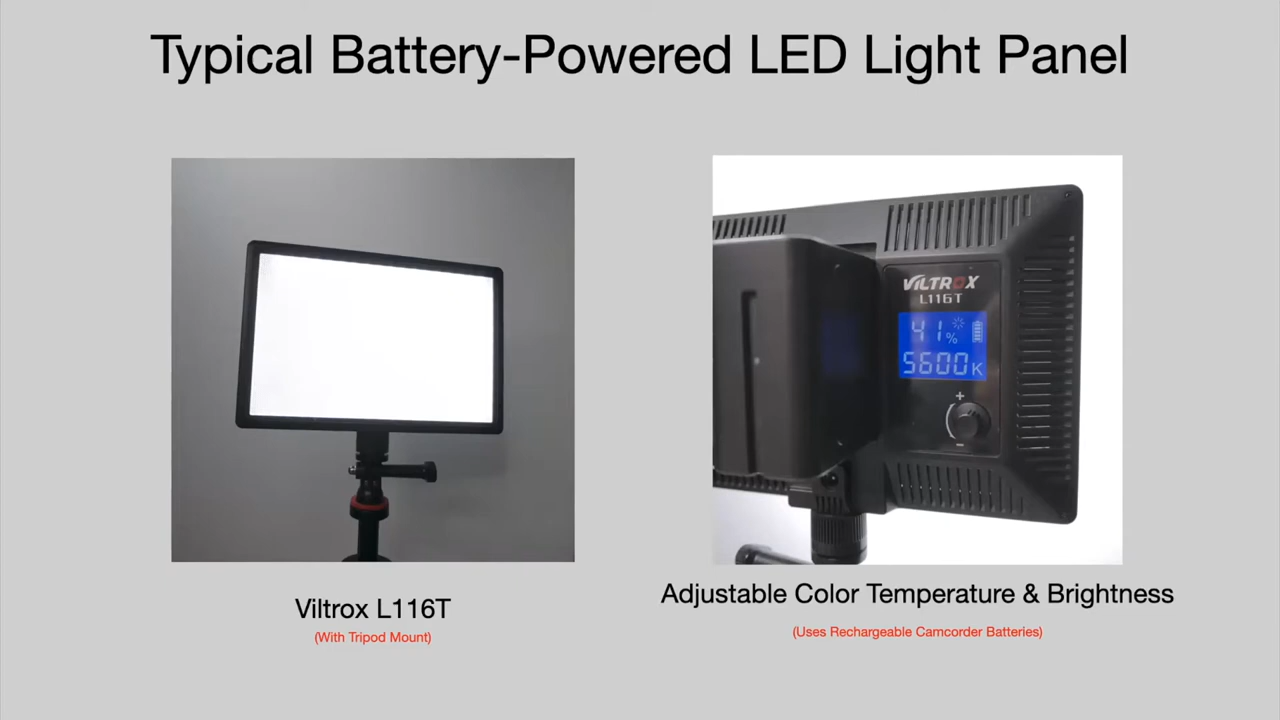 Typical Battery-Powered LED Light Panel
VILTROX
L116T
41%
5600K
+
-
Viltrox L116T
(With Tripod Mount)
Adjustable Color Temperature & Brightness
(Uses Rechargeable Camcorder Batteries)